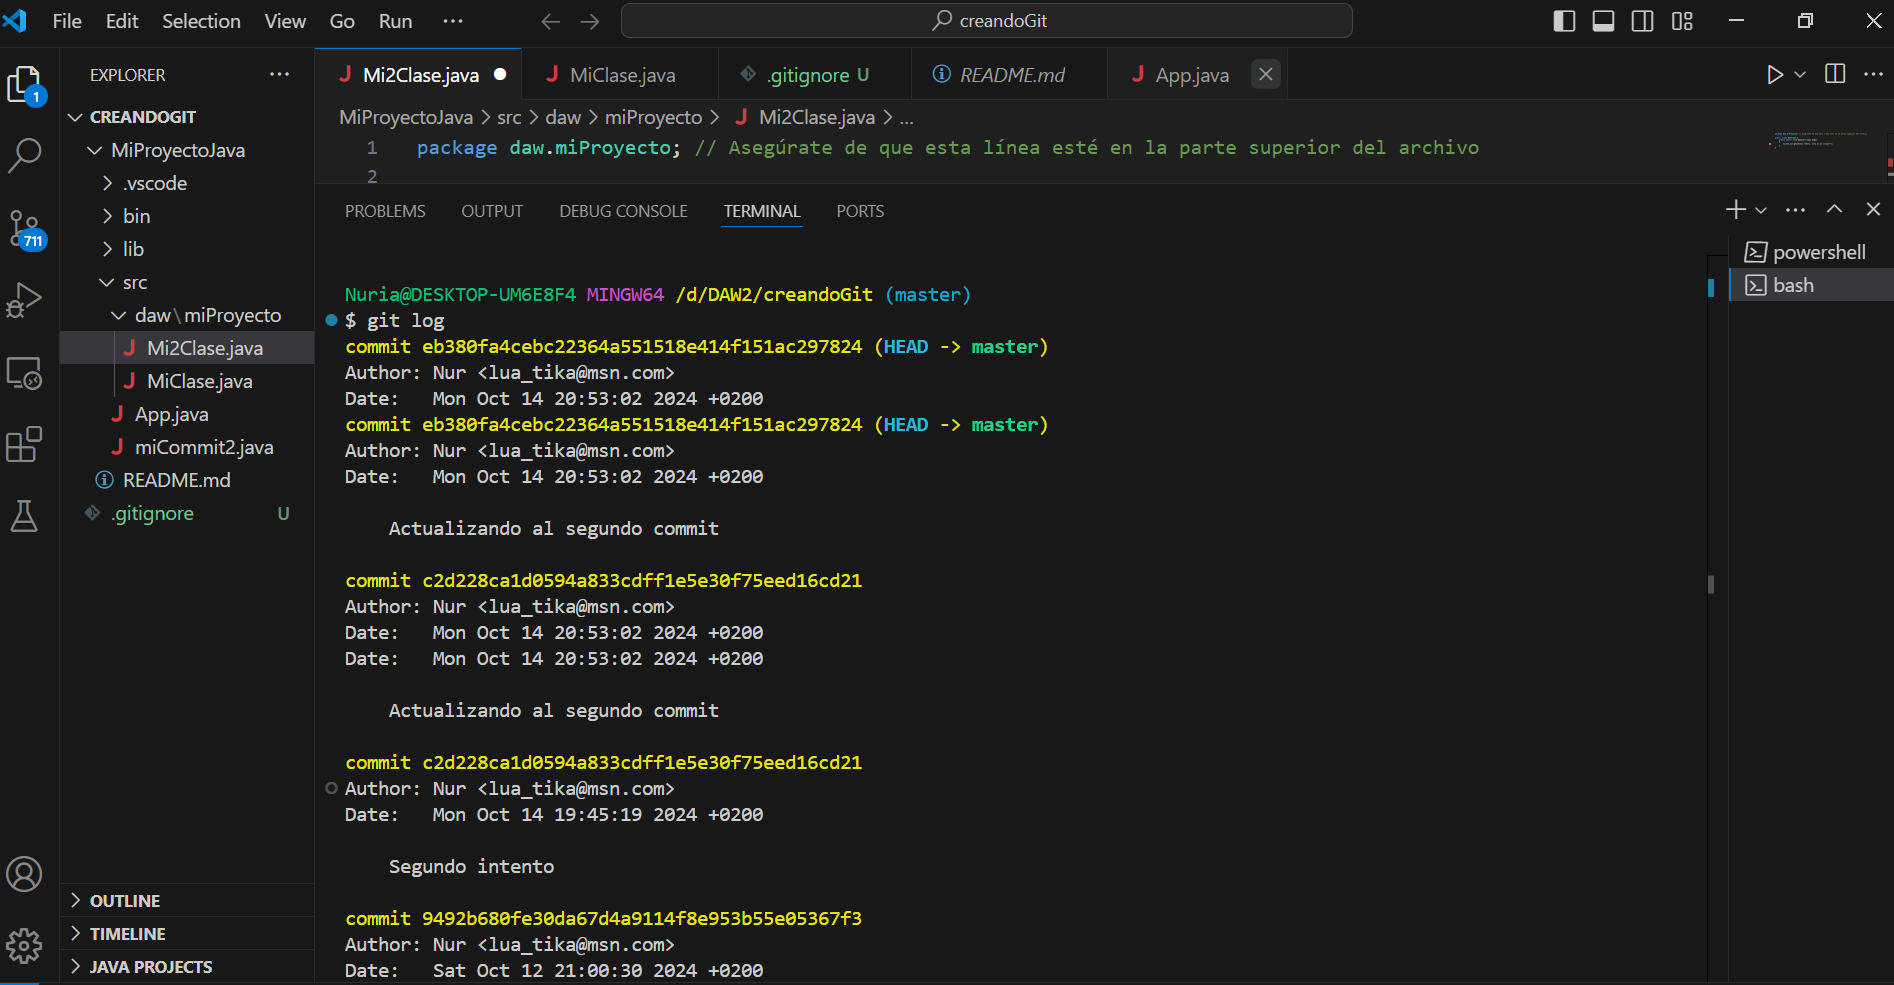 File Edit Selection View Go Run ···
creandoGit
EXPLORER ···
Mi2Clase.java
MiClase.java
.gitignore U
README.md
App.java
1
CREANDOGIT
MiProyectoJava
.vscode
bin
lib
src
daw\miProyecto
Mi2Clase.java
MiClase.java
App.java
miCommit2.java
README.md
.gitignore U
711
OUTLINE
TIMELINE
JAVA PROJECTS
MiProyectoJava > src > daw > miProyecto > Mi2Clase.java > ...
1 package daw.miProyecto; // Asegúrate de que esta línea esté en la parte superior del archivo
2
PROBLEMS OUTPUT DEBUG CONSOLE TERMINAL PORTS
powershell
bash
Nuria@DESKTOP-UM6E8F4 MINGW64 /d/DAW2/creandoGit (master)
$ git log
commit eb380fa4cebc22364a551518e414f151ac297824 (HEAD -> master)
Author: Nur <lua_tika@msn.com>
Date:   Mon Oct 14 20:53:02 2024 +0200
commit eb380fa4cebc22364a551518e414f151ac297824 (HEAD -> master)
Author: Nur <lua_tika@msn.com>
Date:   Mon Oct 14 20:53:02 2024 +0200
Actualizando al segundo commit
commit c2d228ca1d0594a833cdff1e5e30f75eed16cd21
Author: Nur <lua_tika@msn.com>
Date:   Mon Oct 14 20:53:02 2024 +0200
Date:   Mon Oct 14 20:53:02 2024 +0200
Actualizando al segundo commit
commit c2d228ca1d0594a833cdff1e5e30f75eed16cd21
Author: Nur <lua_tika@msn.com>
Date:   Mon Oct 14 19:45:19 2024 +0200
Segundo intento
commit 9492b680fe30da67d4a9114f8e953b55e05367f3
Author: Nur <lua_tika@msn.com>
Date:   Sat Oct 12 21:00:30 2024 +0200